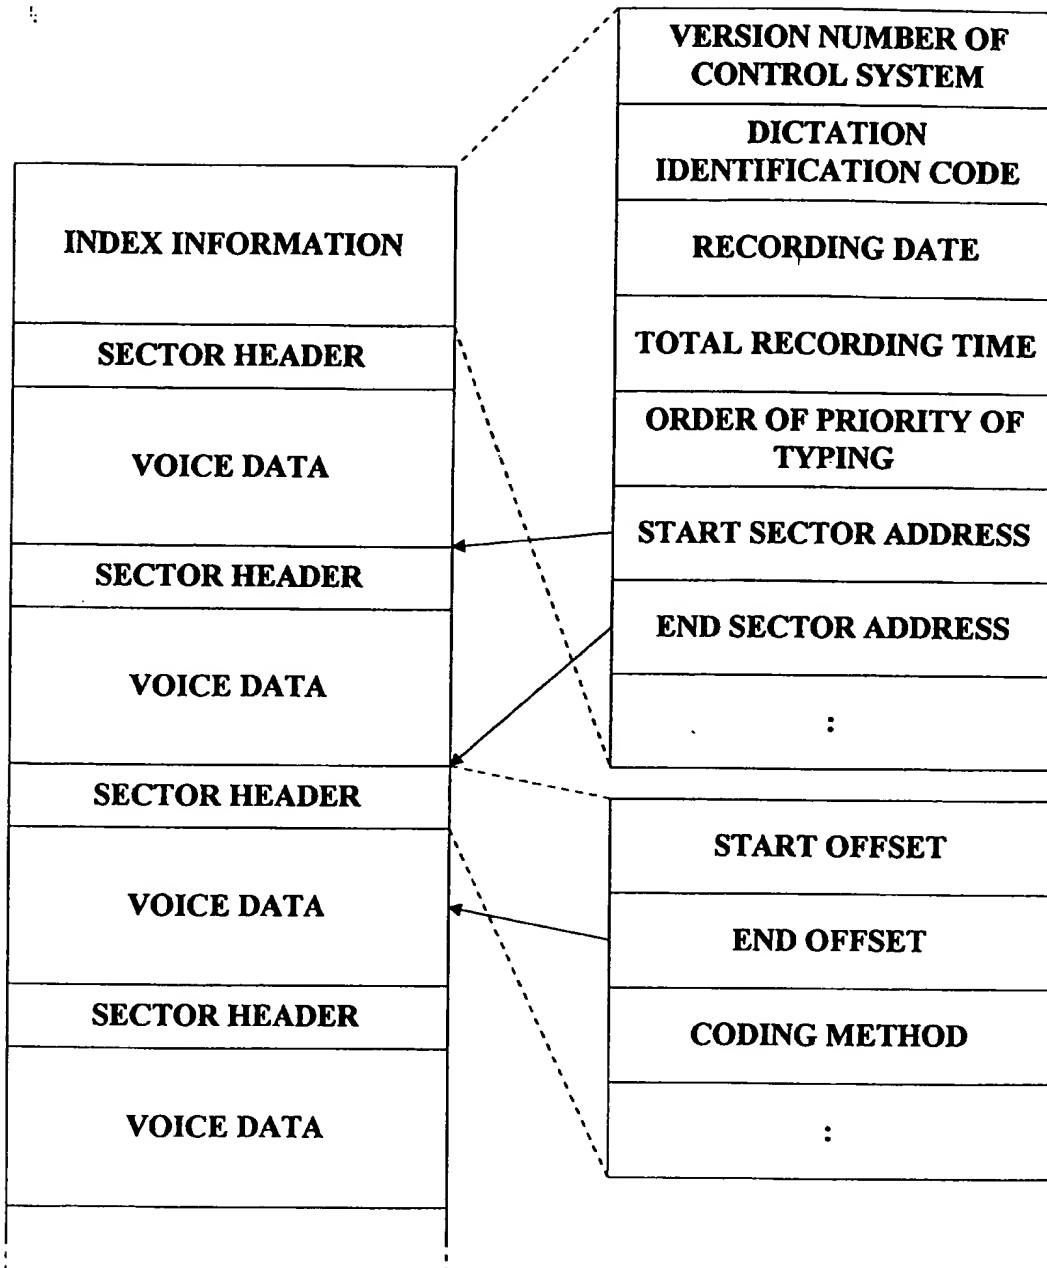 INDEX INFORMATION
SECTOR HEADER
VOICE DATA
SECTOR HEADER
VOICE DATA
SECTOR HEADER
VOICE DATA
SECTOR HEADER
VOICE DATA
VERSION NUMBER OF
CONTROL SYSTEM
DICTATION
IDENTIFICATION CODE
RECORDING DATE
TOTAL RECORDING TIME
ORDER OF PRIORITY OF
TYPING
START SECTOR ADDRESS
END SECTOR ADDRESS
:
START OFFSET
END OFFSET
CODING METHOD
: